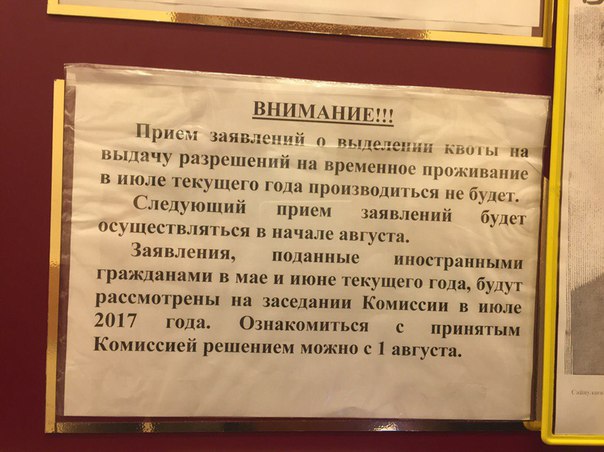 ВНИМАНИЕ!!!
Прием заявлений о выделении квоты на
выдачу разрешений на временное проживание
в июле текущего года производиться не будет.
Следующий прием заявлений будет
осуществляться в начале августа.
Заявления, поданные иностранными
гражданами в мае и июне текущего года, будут
рассмотрены на заседании Комиссии в июле
2017 года. Ознакомиться с принятым
Комиссией решением можно с 1 августа.